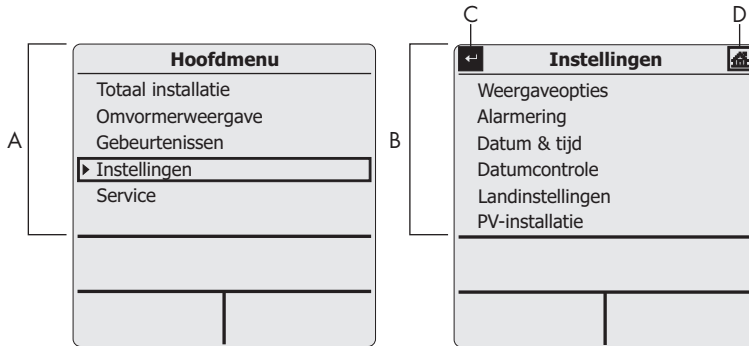 C
D
A
Hoofdmenu
Totaal installatie
Omvormerweergave
Gebeurtenissen
Instellingen
Service
B
Instellingen
Weergaveopties
Alarmering
Datum & tijd
Datumcontrole
Landinstellingen
PV-installatie